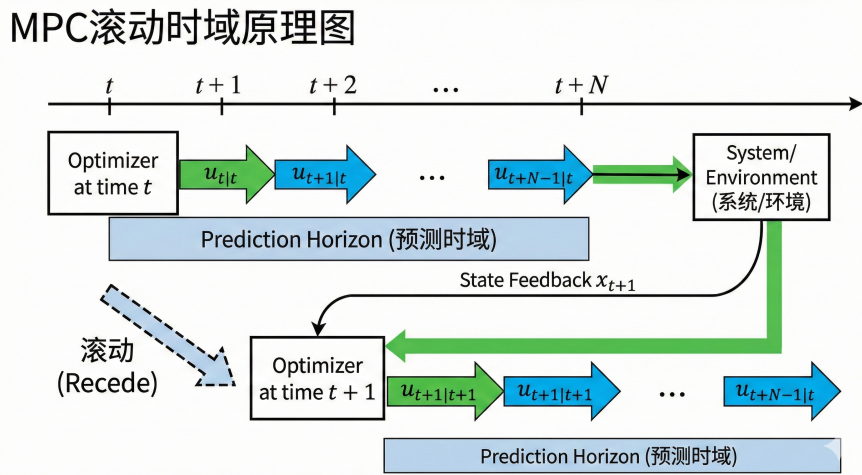 MPC滚动时域原理图
t t + 1 t + 2 ... t + N
Optimizer
at time t
u_{t|t} u_{t+1|t} ... u_{t+N−1|t}
System/
Environment
(系统/环境)
Prediction Horizon (预测时域)
State Feedback x_{t+1}
滚动
(Recede)
Optimizer
at time t + 1
u_{t+1|t+1} u_{t+1|t+1} ... u_{t+N−1|t}
Prediction Horizon (预测时域)